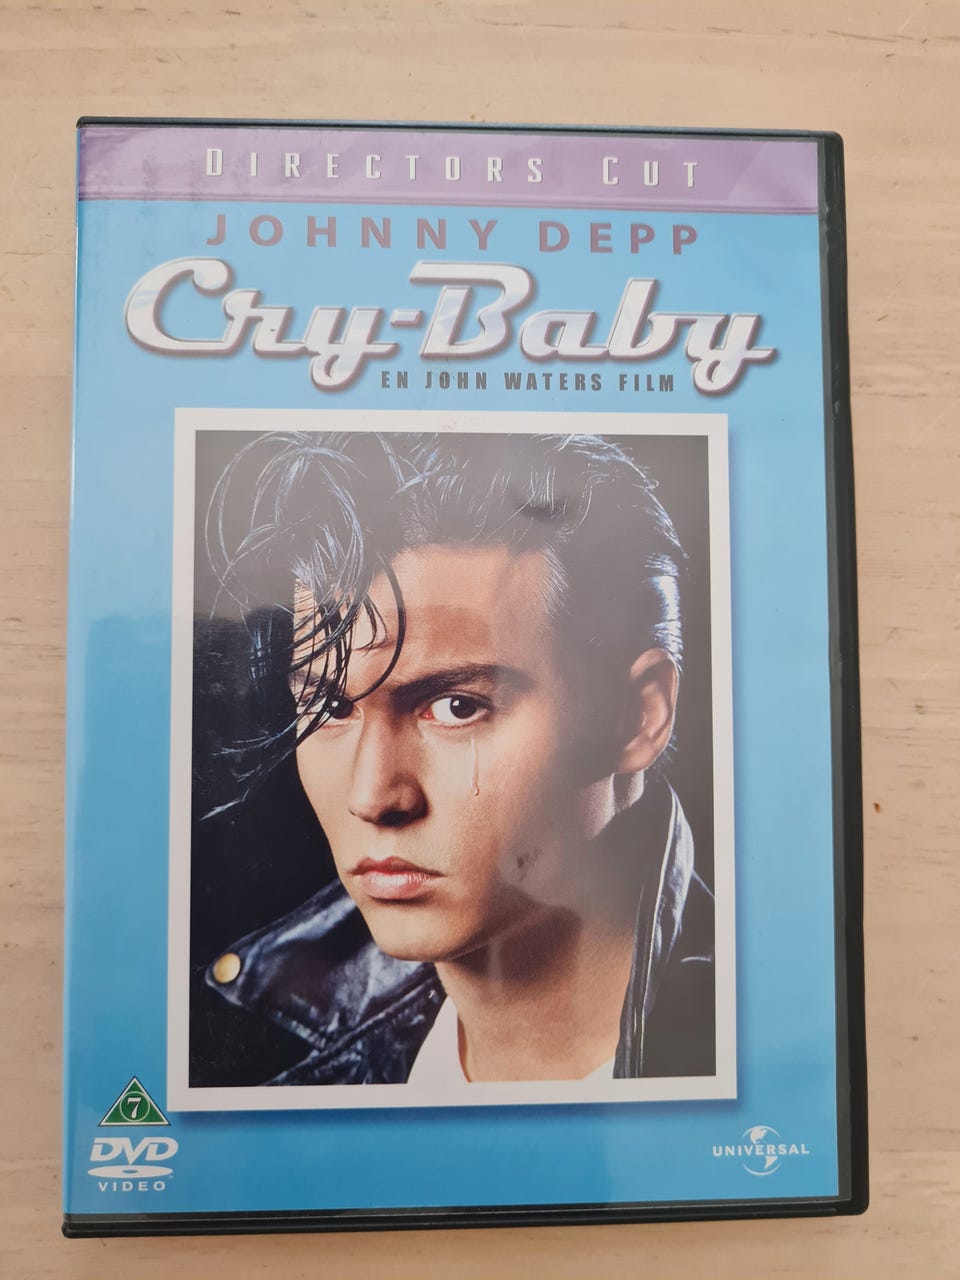 DIRECTORS CUT
JOHNNY DEPP
Cry-Baby
EN JOHN WATERS FILM
7
DVD
VIDEO
UNIVERSAL